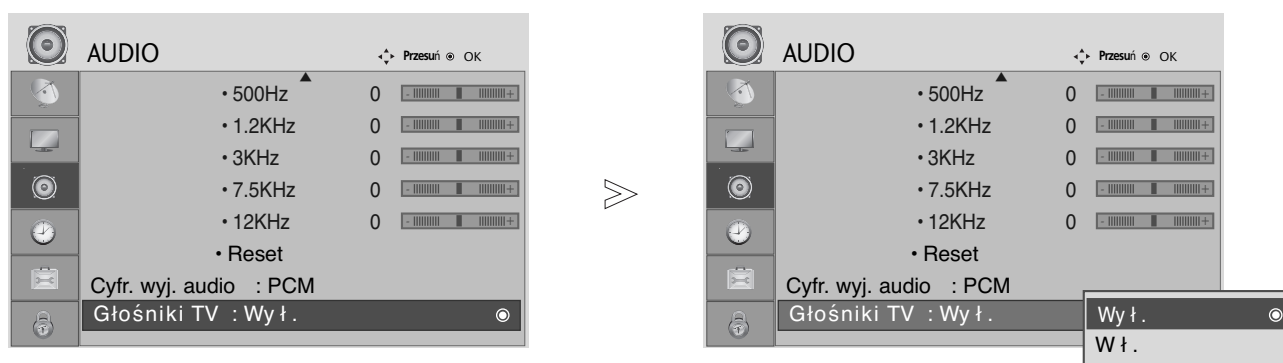 AUDIO
Przesuń OK
• 500Hz 0 - +
• 1.2KHz 0 - +
• 3KHz 0 - +
• 7.5KHz 0 - +
• 12KHz 0 - +
• Reset
Cyfr. wyj. audio : PCM
Głośniki TV : Wył.
AUDIO
Przesuń OK
• 500Hz 0 - +
• 1.2KHz 0 - +
• 3KHz 0 - +
• 7.5KHz 0 - +
• 12KHz 0 - +
• Reset
Cyfr. wyj. audio : PCM
Głośniki TV : Wył.
Wył.
Wł.